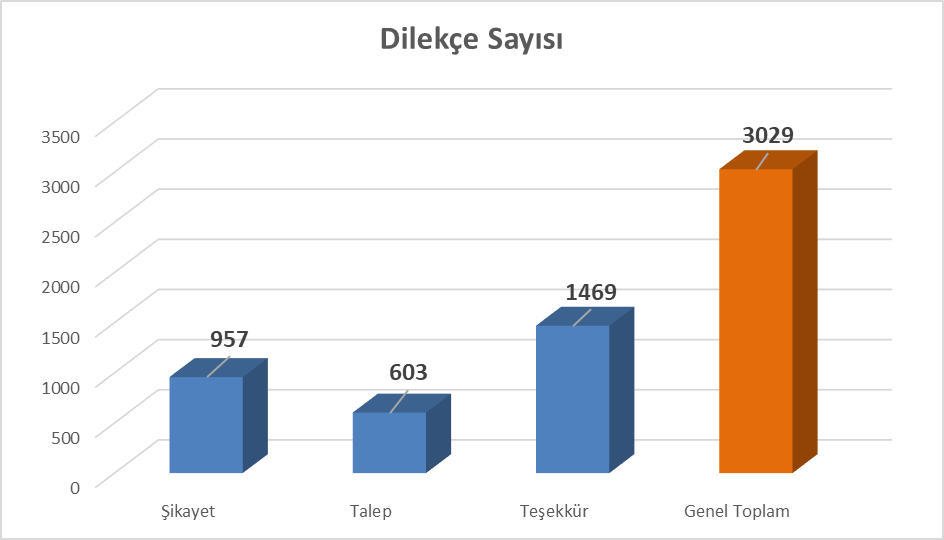 Dilekçe Sayısı
3500
3000
2500
2000
1500
1000
500
0
957
603
1469
3029
Şikayet
Talep
Teşekkür
Genel Toplam